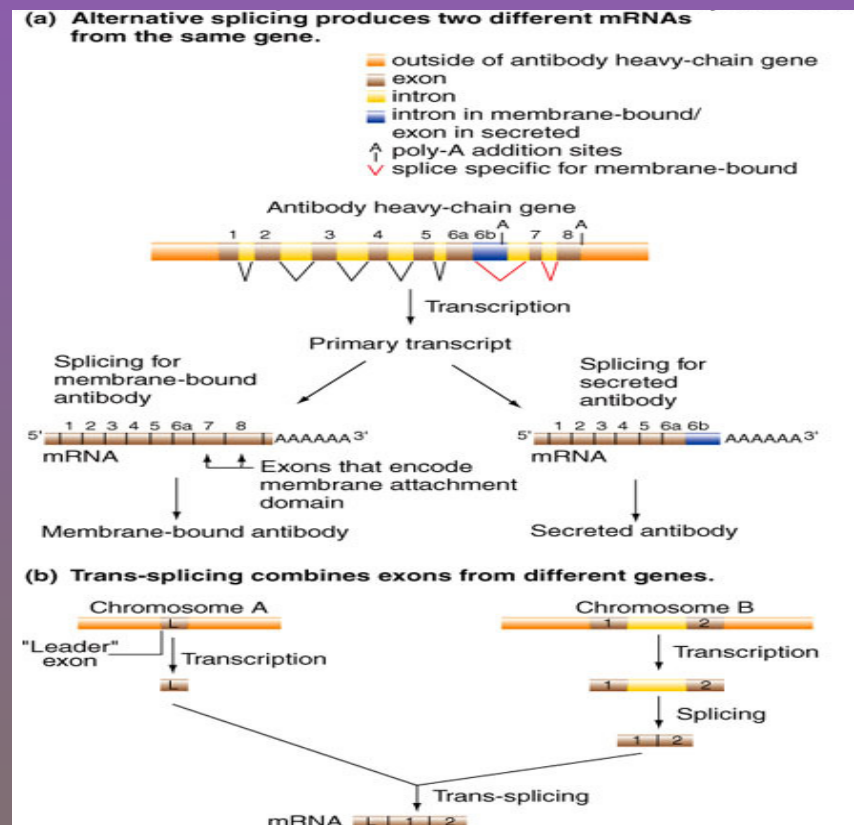 (a) Alternative splicing produces two different mRNAs
from the same gene.
outside of antibody heavy-chain gene
exon
intron
intron in membrane-bound/
exon in secreted
A poly-A addition sites
splice specific for membrane-bound
Antibody heavy-chain gene
A A
1 2 3 4 5 6a 6b 7 8
Transcription
Primary transcript
Splicing for
membrane-bound
antibody
1 2 3 4 5 6a 7 8
5' AAAAAA 3'
mRNA
Exons that encode
membrane attachment
domain
Membrane-bound antibody
Splicing for
secreted
antibody
1 2 3 4 5 6a 6b
5' AAAAAA 3'
mRNA
Secreted antibody
(b) Trans-splicing combines exons from different genes.
Chromosome A
L
"Leader"
exon
Transcription
L
Chromosome B
1 2
Transcription
1 2
Splicing
1 2
Trans-splicing
mRNA L 1 2